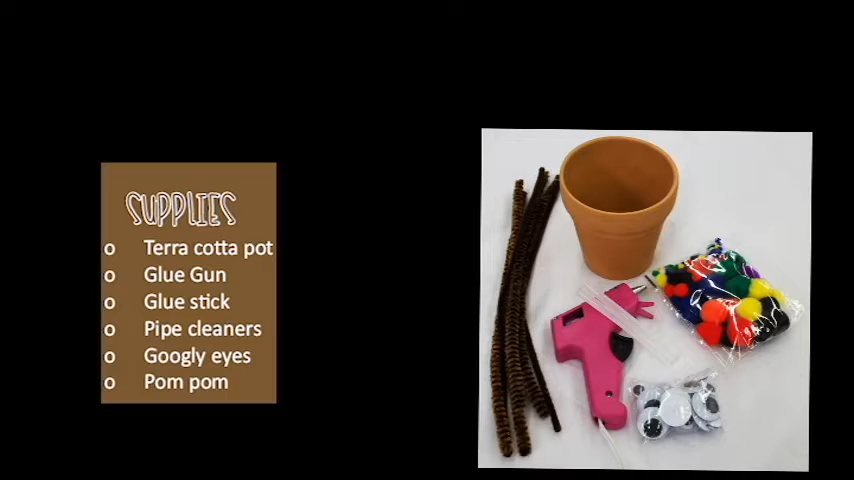 SUPPLIES
o Terra cotta pot
o Glue Gun
o Glue stick
o Pipe cleaners
o Googly eyes
o Pom pom